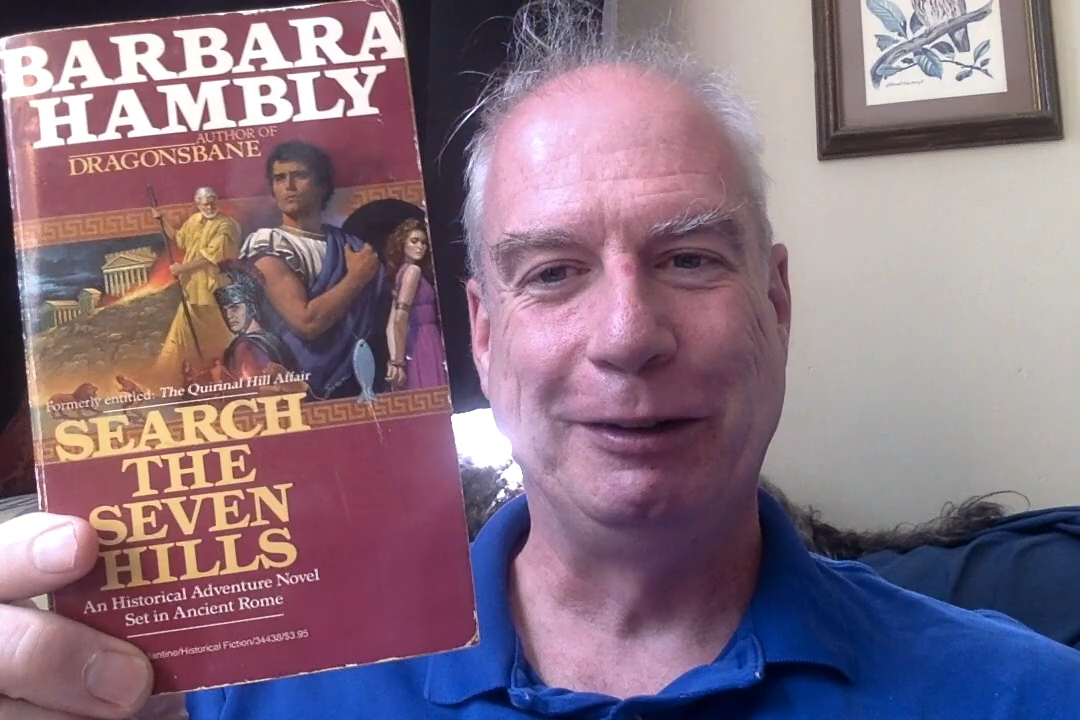 BARBARA
HAMBLY
AUTHOR OF
DRAGONSBANE
Formerly entitled: The Quirinal Hill Affair
SEARCH
THE
SEVEN
HILLS
An Historical Adventure Novel
Set in Ancient Rome
lantine/Historical Fiction/34438/$3.95